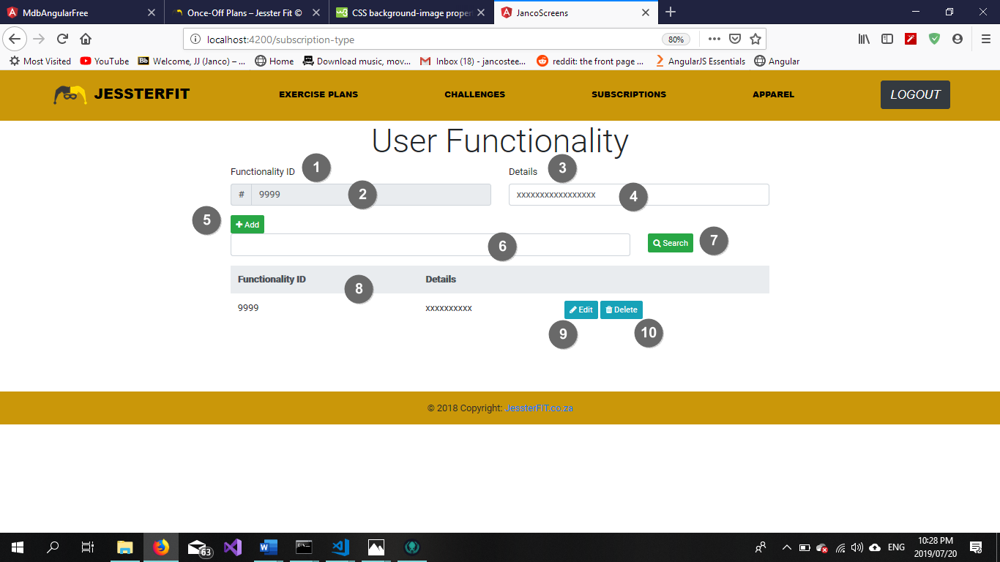 MdbAngularFree
Once-Off Plans – Jesster Fit ©
CSS background-image proper
JancoScreens
localhost:4200/subscription-type
80%
Most Visited
YouTube
Bb Welcome, JJ (Janco) – ...
Home
Download music, mov...
Inbox (18) - jancostee...
reddit: the front page ...
AngularJS Essentials
Angular
JESSTERFIT
EXERCISE PLANS
CHALLENGES
SUBSCRIPTIONS
APPAREL
LOGOUT
User Functionality
Functionality ID
1
Details
3
# 9999
2
xxxxxxxxxxxxxxxxx
4
5
Add
6
Search
7
Functionality ID
8
Details
9999
xxxxxxxxxx
Edit
Delete
9
10
© 2018 Copyright: JessterFIT.co.za
63
ENG
10:28 PM
2019/07/20